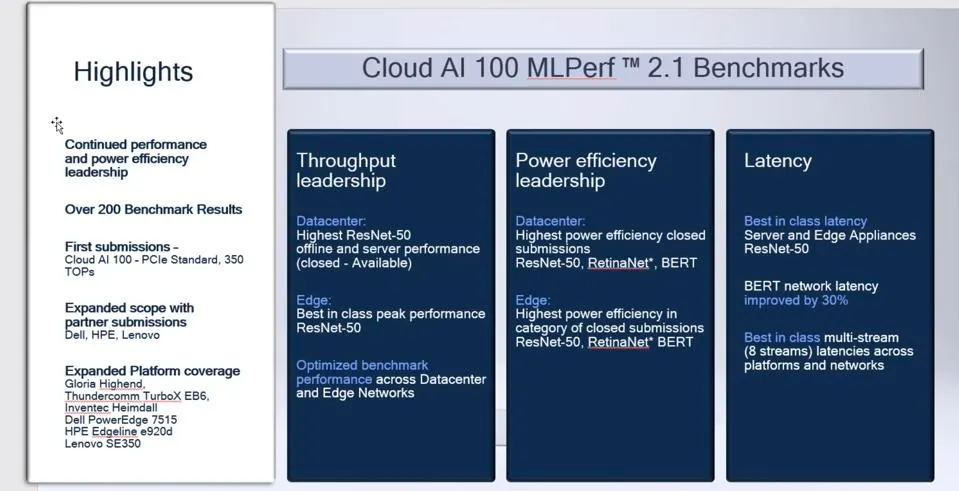 Highlights
Continued performance
and power efficiency
leadership
Over 200 Benchmark Results
First submissions –
Cloud AI 100 - PCIe Standard, 350
TOPs
Expanded scope with
partner submissions
Dell, HPE, Lenovo
Expanded Platform coverage
Gloria Highend,
Thundercomm TurboX EB6,
Inventec Heimdall
Dell PowerEdge 7515
HPE Edgeline e920d
Lenovo SE350
Cloud AI 100 MLPerf ™ 2.1 Benchmarks
Throughput
leadership
Datacenter:
Highest ResNet-50
offline and server performance
(closed - Available)
Edge:
Best in class peak performance
ResNet-50
Optimized benchmark
performance across Datacenter
and Edge Networks
Power efficiency
leadership
Datacenter:
Highest power efficiency closed
submissions
ResNet-50, RetinaNet*, BERT
Edge:
Highest power efficiency in
category of closed submissions
ResNet-50, RetinaNet* BERT
Latency
Best in class latency
Server and Edge Appliances
ResNet-50
BERT network latency
improved by 30%
Best in class multi-stream
(8 streams) latencies across
platforms and networks